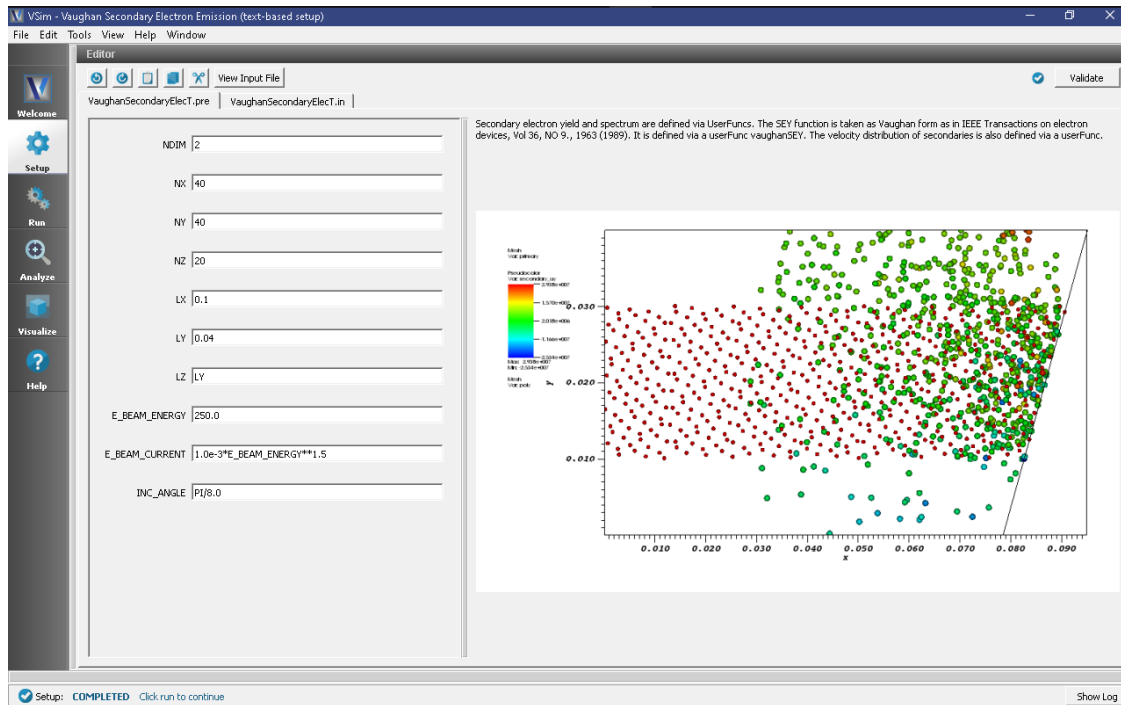 VSim - Vaughan Secondary Electron Emission (text-based setup)
File Edit Tools View Help Window
Editor
View Input File
Validate
VaughanSecondaryElecT.pre
VaughanSecondaryElecT.in
Welcome
Setup
Run
Analyze
Visualize
Help
NDIM 2
NX 40
NY 40
NZ 20
LX 0.1
LY 0.04
LZ LY
E_BEAM_ENERGY 250.0
E_BEAM_CURRENT 1.0e-3*E_BEAM_ENERGY**1.5
INC_ANGLE PI/8.0
Secondary electron yield and spectrum are defined via UserFuncs. The SEY function is taken as Vaughan form as in IEEE Transactions on electron
devices, Vol 36, NO 9., 1963 (1989). It is defined via a userFunc vaughanSEY. The velocity distribution of secondaries is also defined via a userFunc.
Mesh
Var: primary
Pseudocolor
Var: secondary_ux
Mesh
0.030
0.020
0.010
y
0.010 0.020 0.030 0.040 0.050 0.060 0.070 0.080 0.090
x
Setup: COMPLETED Click run to continue
Show Log